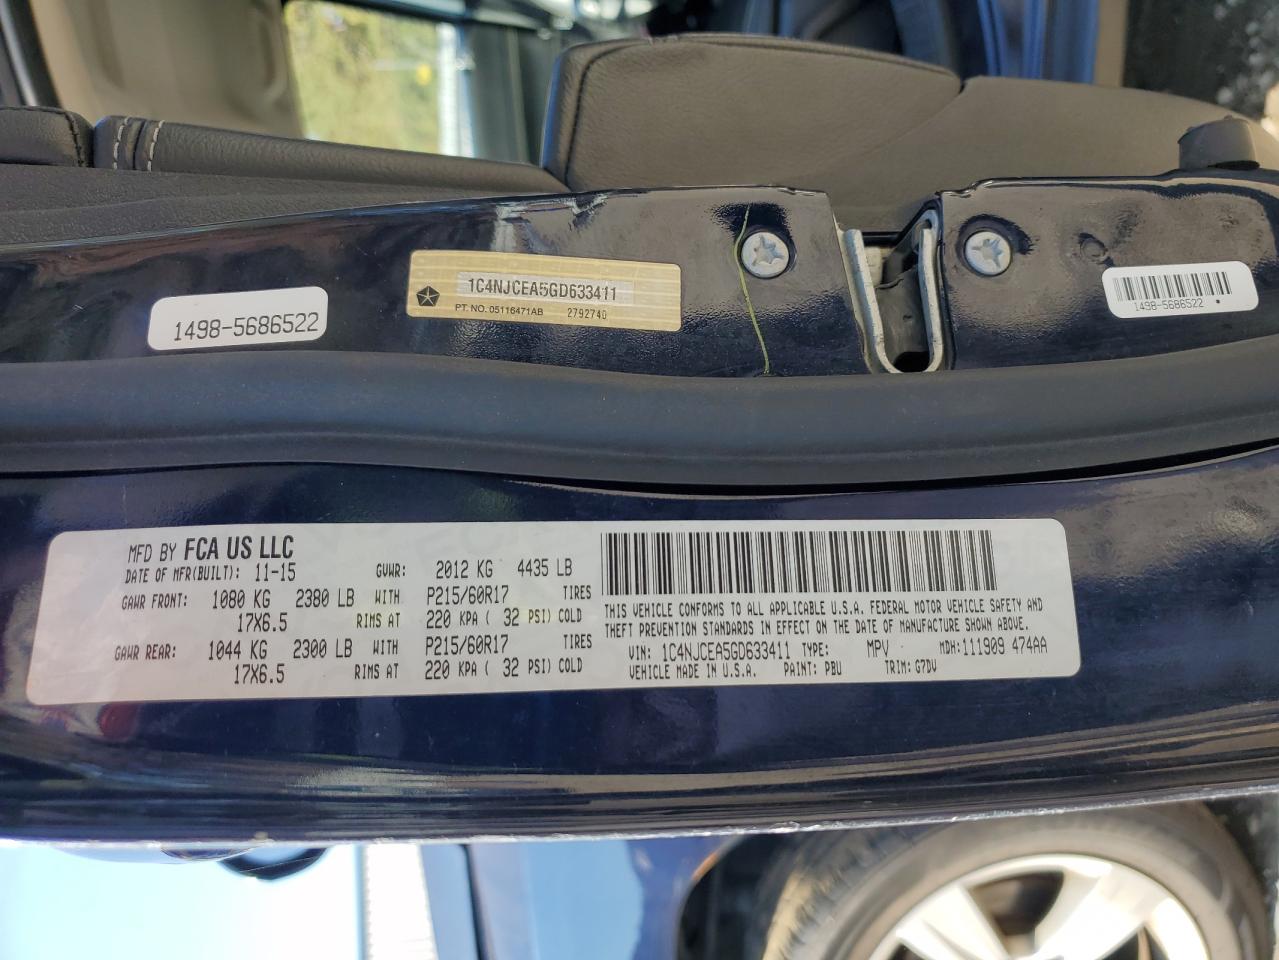 1498-5686522
1C4NJCEA5GD633411
PT. NO. 05116471AB 2792740
1498-5686522
MFD BY FCA US LLC
DATE OF MFR(BUILT): 11-15 GVWR: 2012 KG 4435 LB
GAWR FRONT: 1080 KG 2380 LB WITH P215/60R17 TIRES
17X6.5 RIMS AT 220 KPA ( 32 PSI) COLD
GAWR REAR: 1044 KG 2300 LB WITH P215/60R17 TIRES
17X6.5 RIMS AT 220 KPA ( 32 PSI) COLD
THIS VEHICLE CONFORMS TO ALL APPLICABLE U.S.A. FEDERAL MOTOR VEHICLE SAFETY AND
THEFT PREVENTION STANDARDS IN EFFECT ON THE DATE OF MANUFACTURE SHOWN ABOVE.
VIN: 1C4NJCEA5GD633411 TYPE: MPV MDH: 111909 474AA
VEHICLE MADE IN U.S.A. PAINT: PBU TRIM: G7DV